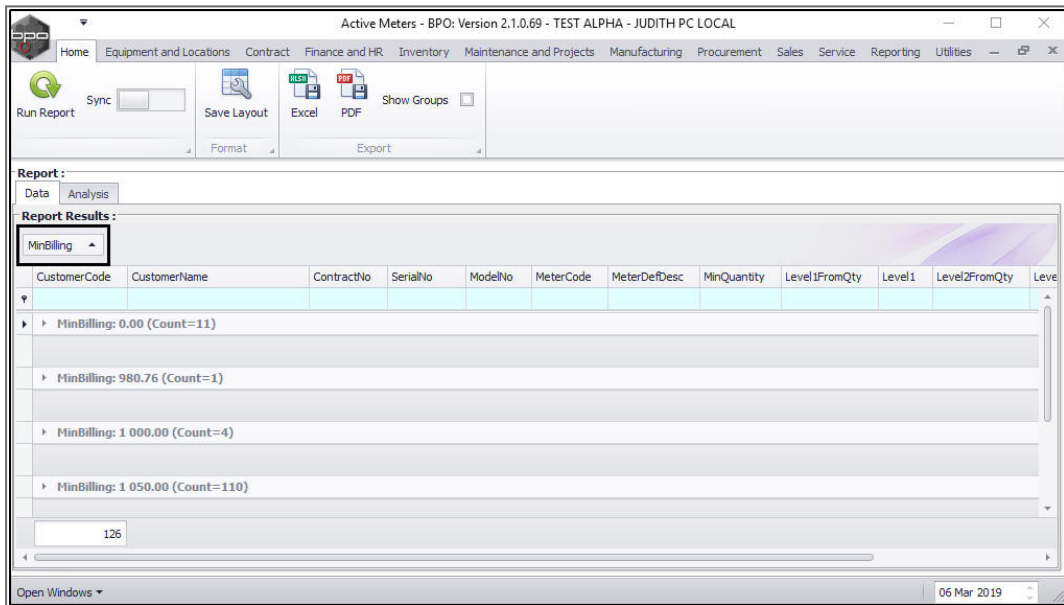 Active Meters - BPO: Version 2.1.0.69 - TEST ALPHA - JUDITH PC LOCAL
bpo
Home Equipment and Locations Contract Finance and HR Inventory Maintenance and Projects Manufacturing Procurement Sales Service Reporting Utilities
Run Report Sync Save Layout XLSX Excel PDF PDF Show Groups
Format Export
Report :
Data Analysis
Report Results :
MinBilling
CustomerCode CustomerName ContractNo SerialNo ModelNo MeterCode MeterDefDesc MinQuantity Level1FromQty Level1 Level2FromQty Leve
MinBilling: 0.00 (Count=11)
MinBilling: 980.76 (Count=1)
MinBilling: 1 000.00 (Count=4)
MinBilling: 1 050.00 (Count=110)
126
Open Windows 06 Mar 2019